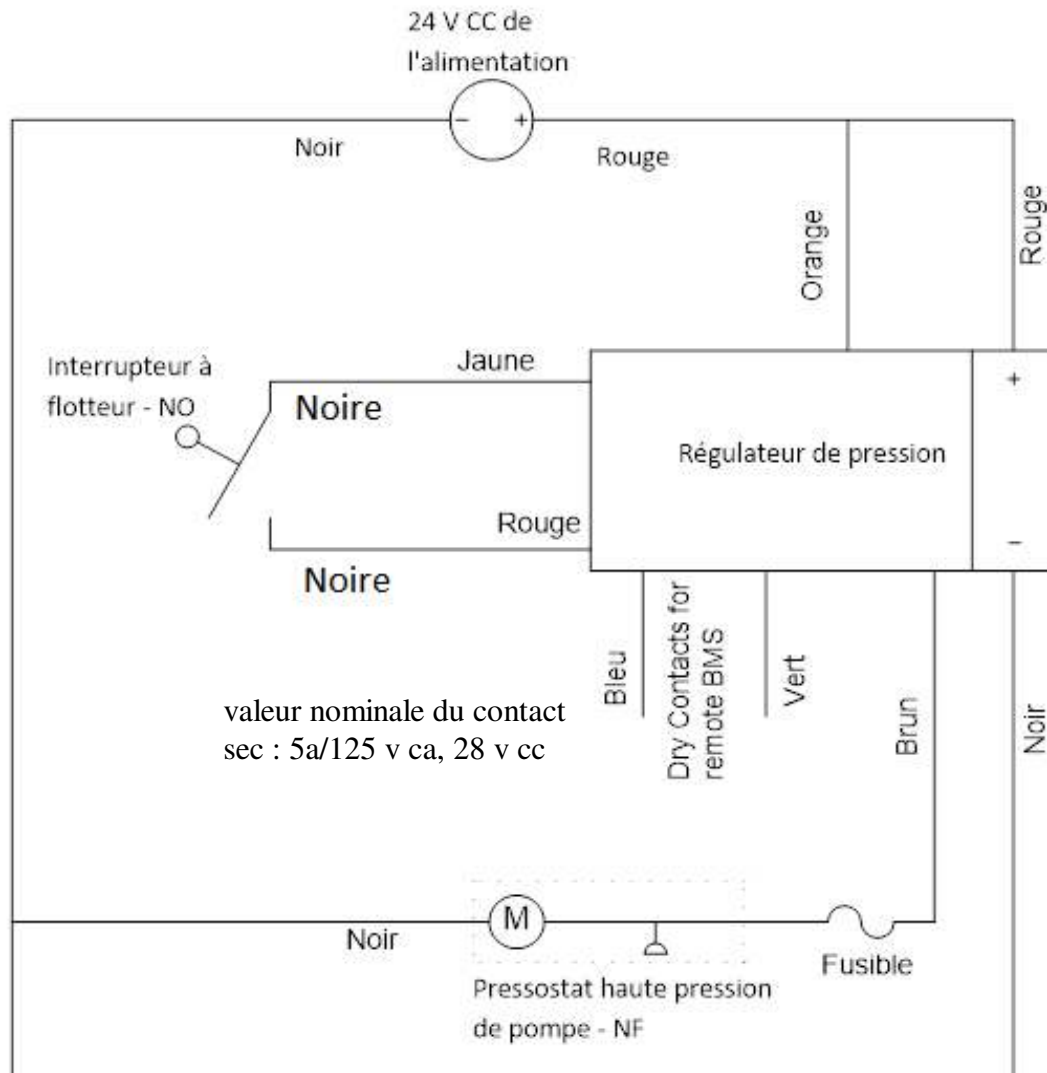 24 V CC de
l'alimentation
−
+
Noir
Rouge
Orange
Rouge
Interrupteur à
flotteur - NO
Jaune
Noire
Régulateur de pression
+
−
Rouge
Noire
Bleu
Dry Contacts for
remote BMS
Vert
Brun
Noir
valeur nominale du contact
sec : 5a/125 v ca, 28 v cc
Noir
M
Fusible
Pressostat haute pression
de pompe - NF